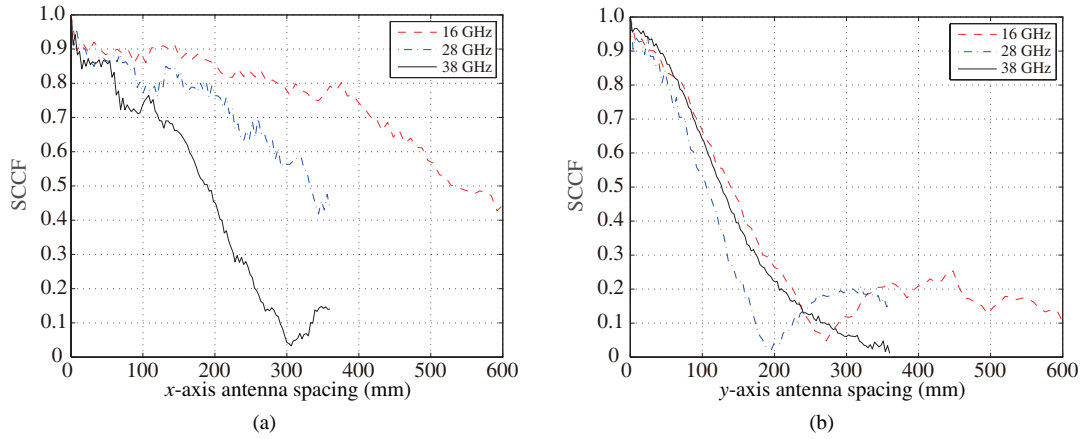 1.0
0.9
0.8
0.7
0.6
0.5
0.4
0.3
0.2
0.1
0
SCCF
16 GHz
28 GHz
38 GHz
0 100 200 300 400 500 600
x-axis antenna spacing (mm)
(a)
1.0
0.9
0.8
0.7
0.6
0.5
0.4
0.3
0.2
0.1
0
SCCF
16 GHz
28 GHz
38 GHz
0 100 200 300 400 500 600
y-axis antenna spacing (mm)
(b)